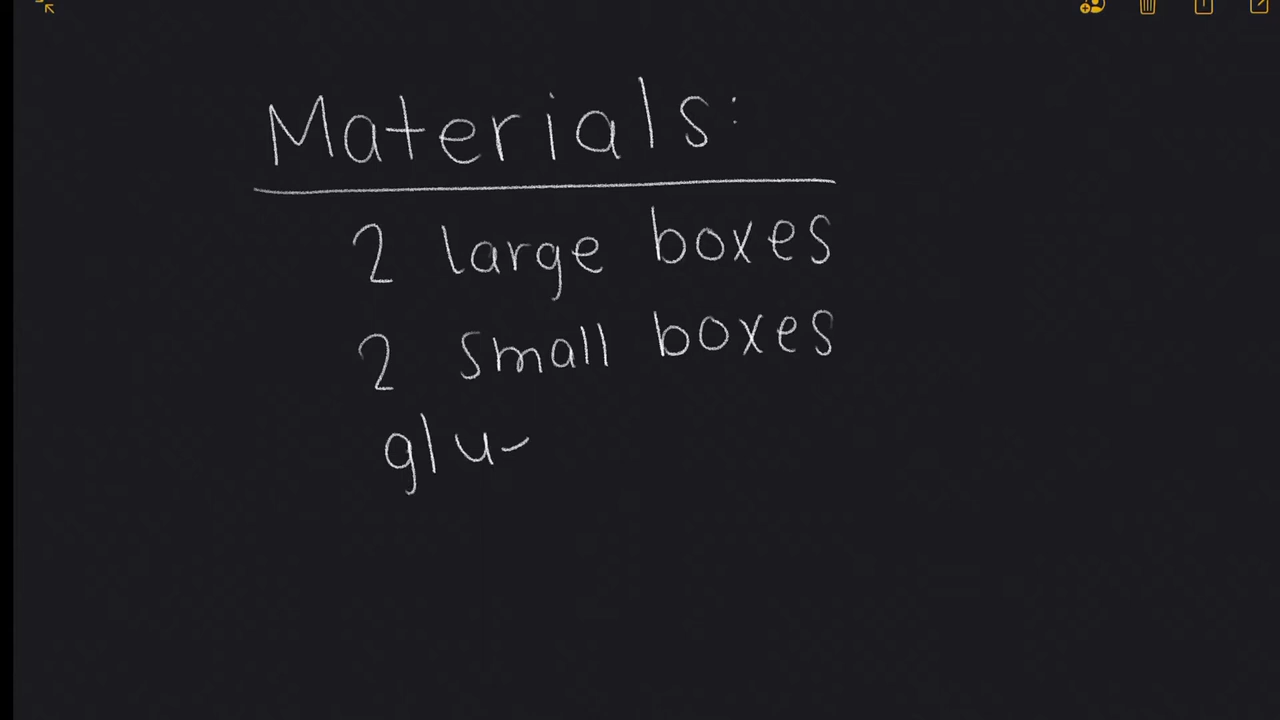 Materials:
2 large boxes
2 small boxes
glu